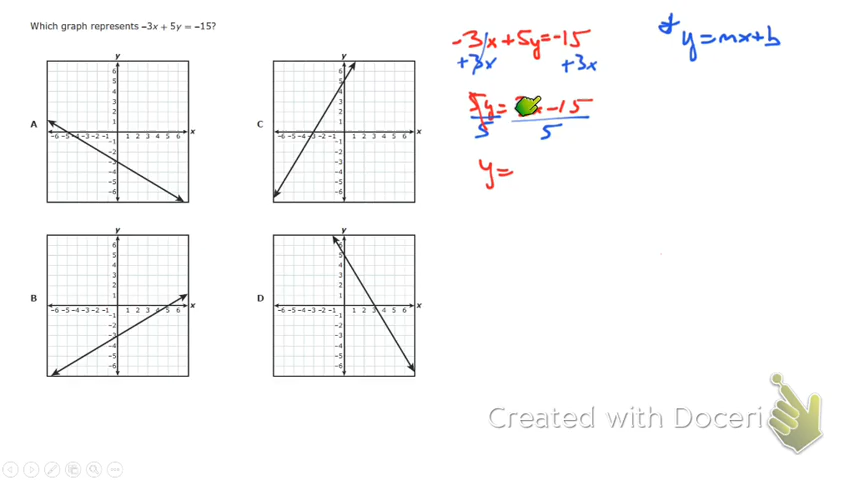 Which graph represents –3x + 5y = –15?
A
B
C
D
-3x+5y=-15
+3x +3x
5y= x-15
5 5
y=
y=mx+b
Created with Doceri